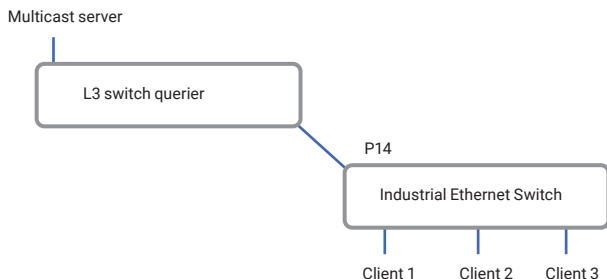 Multicast server
L3 switch querier
P14
Industrial Ethernet Switch
Client 1
Client 2
Client 3